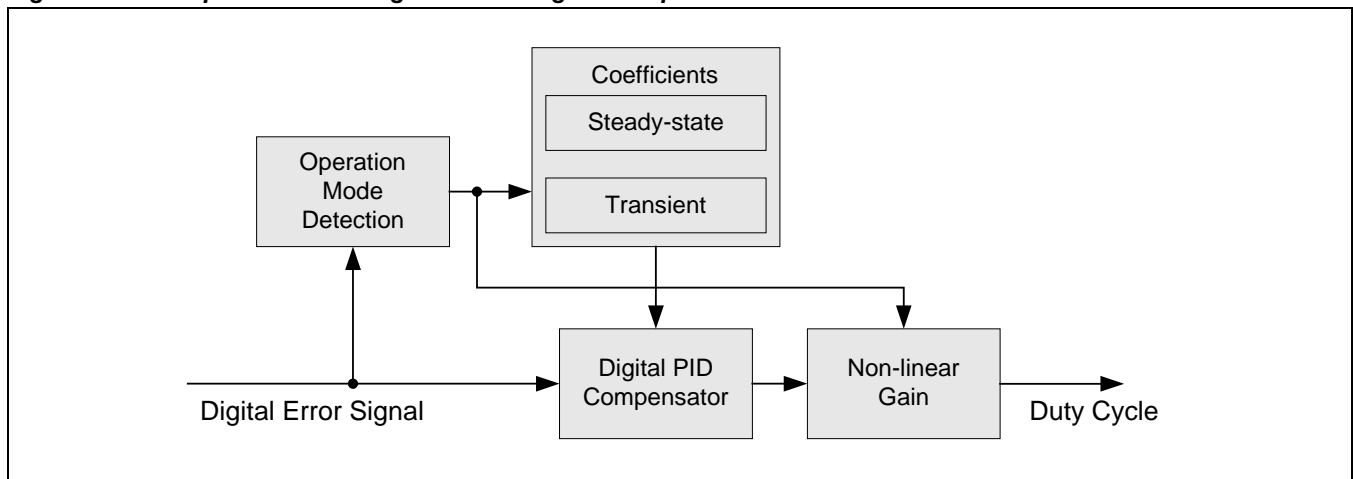 Coefficients
Steady-state
Transient
Operation
Mode
Detection
Digital PID
Compensator
Non-linear
Gain
Digital Error Signal
Duty Cycle